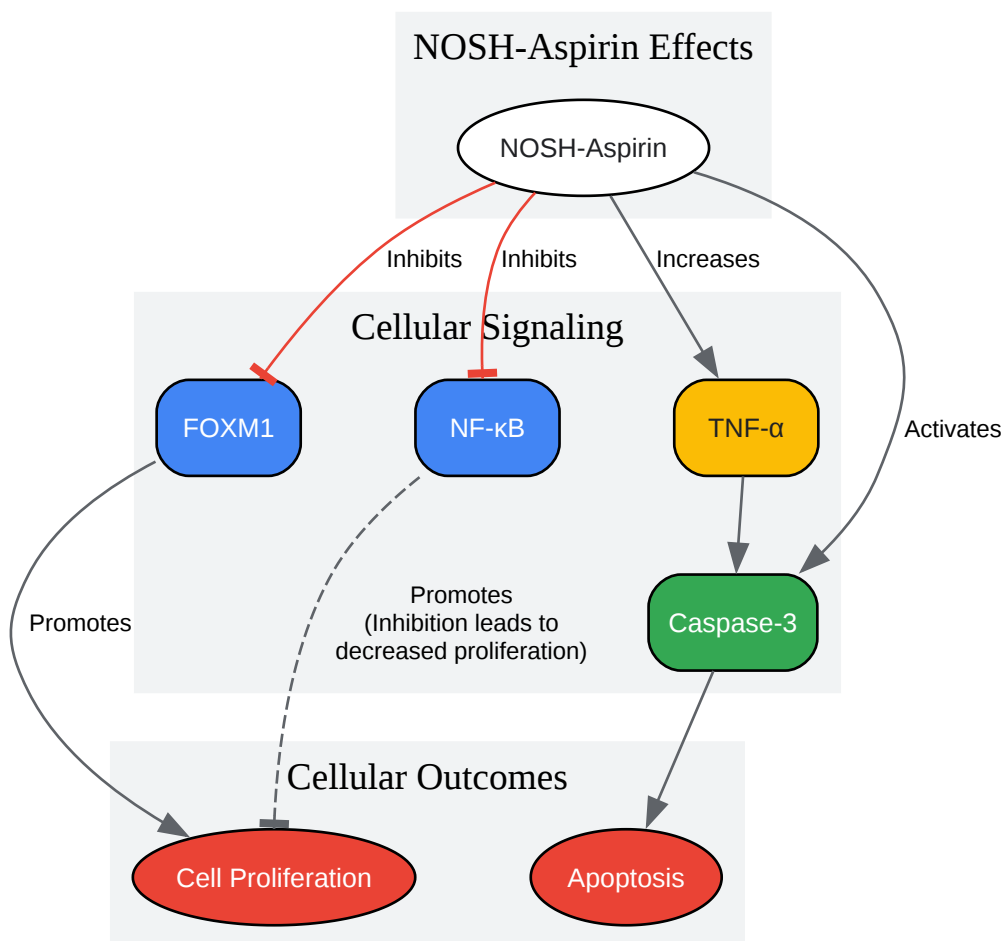 NOSH-Aspirin Effects
NOSH-Aspirin
Inhibits
Inhibits
Increases
Cellular Signaling
FOXM1
NF-κB
TNF-α
Activates
Promotes
Promotes
(Inhibition leads to
decreased proliferation)
Caspase-3
Cellular Outcomes
Cell Proliferation
Apoptosis